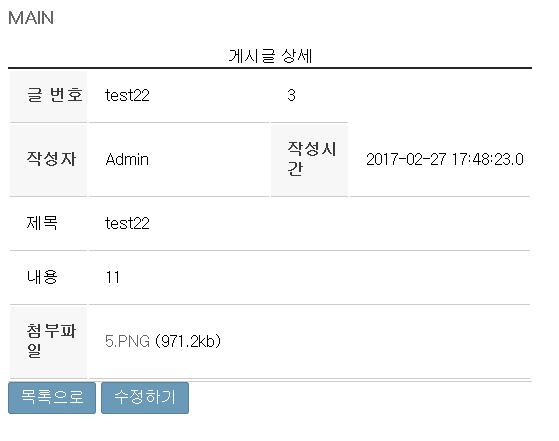 MAIN
게시글 상세
글 번호 test22 3
작성자 Admin 작성시
간 2017-02-27 17:48:23.0
제목 test22
내용 11
첨부파
일 5.PNG (971.2kb)
목록으로 수정하기